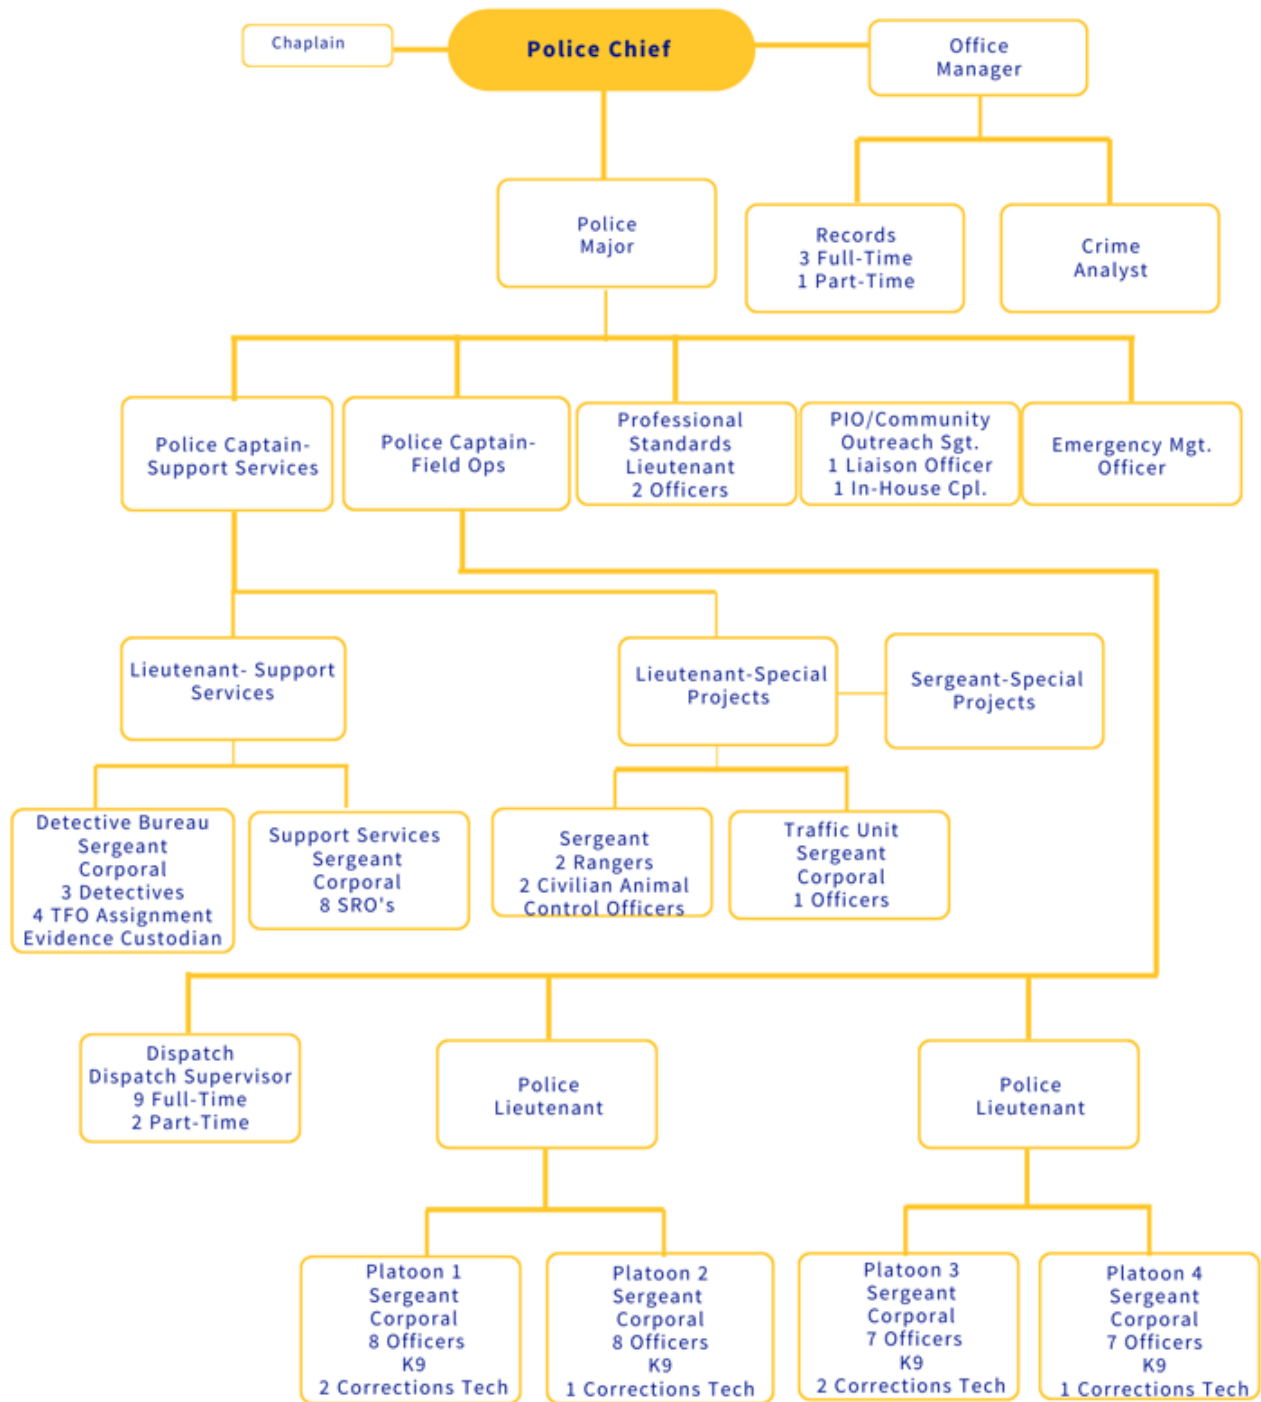 Chaplain
Police Chief
Office
Manager
Police
Major
Records
3 Full-Time
1 Part-Time
Crime
Analyst
Police Captain-
Support Services
Police Captain-
Field Ops
Professional
Standards
Lieutenant
2 Officers
PIO/Community
Outreach Sgt.
1 Liaison Officer
1 In-House Cpl.
Emergency Mgt.
Officer
Lieutenant- Support
Services
Lieutenant-Special
Projects
Sergeant-Special
Projects
Detective Bureau
Sergeant
Corporal
3 Detectives
4 TFO Assignment
Evidence Custodian
Support Services
Sergeant
Corporal
8 SRO's
Sergeant
2 Rangers
2 Civilian Animal
Control Officers
Traffic Unit
Sergeant
Corporal
1 Officers
Dispatch
Dispatch Supervisor
9 Full-Time
2 Part-Time
Police
Lieutenant
Police
Lieutenant
Platoon 1
Sergeant
Corporal
8 Officers
K9
2 Corrections Tech
Platoon 2
Sergeant
Corporal
8 Officers
K9
1 Corrections Tech
Platoon 3
Sergeant
Corporal
7 Officers
K9
2 Corrections Tech
Platoon 4
Sergeant
Corporal
7 Officers
K9
1 Corrections Tech